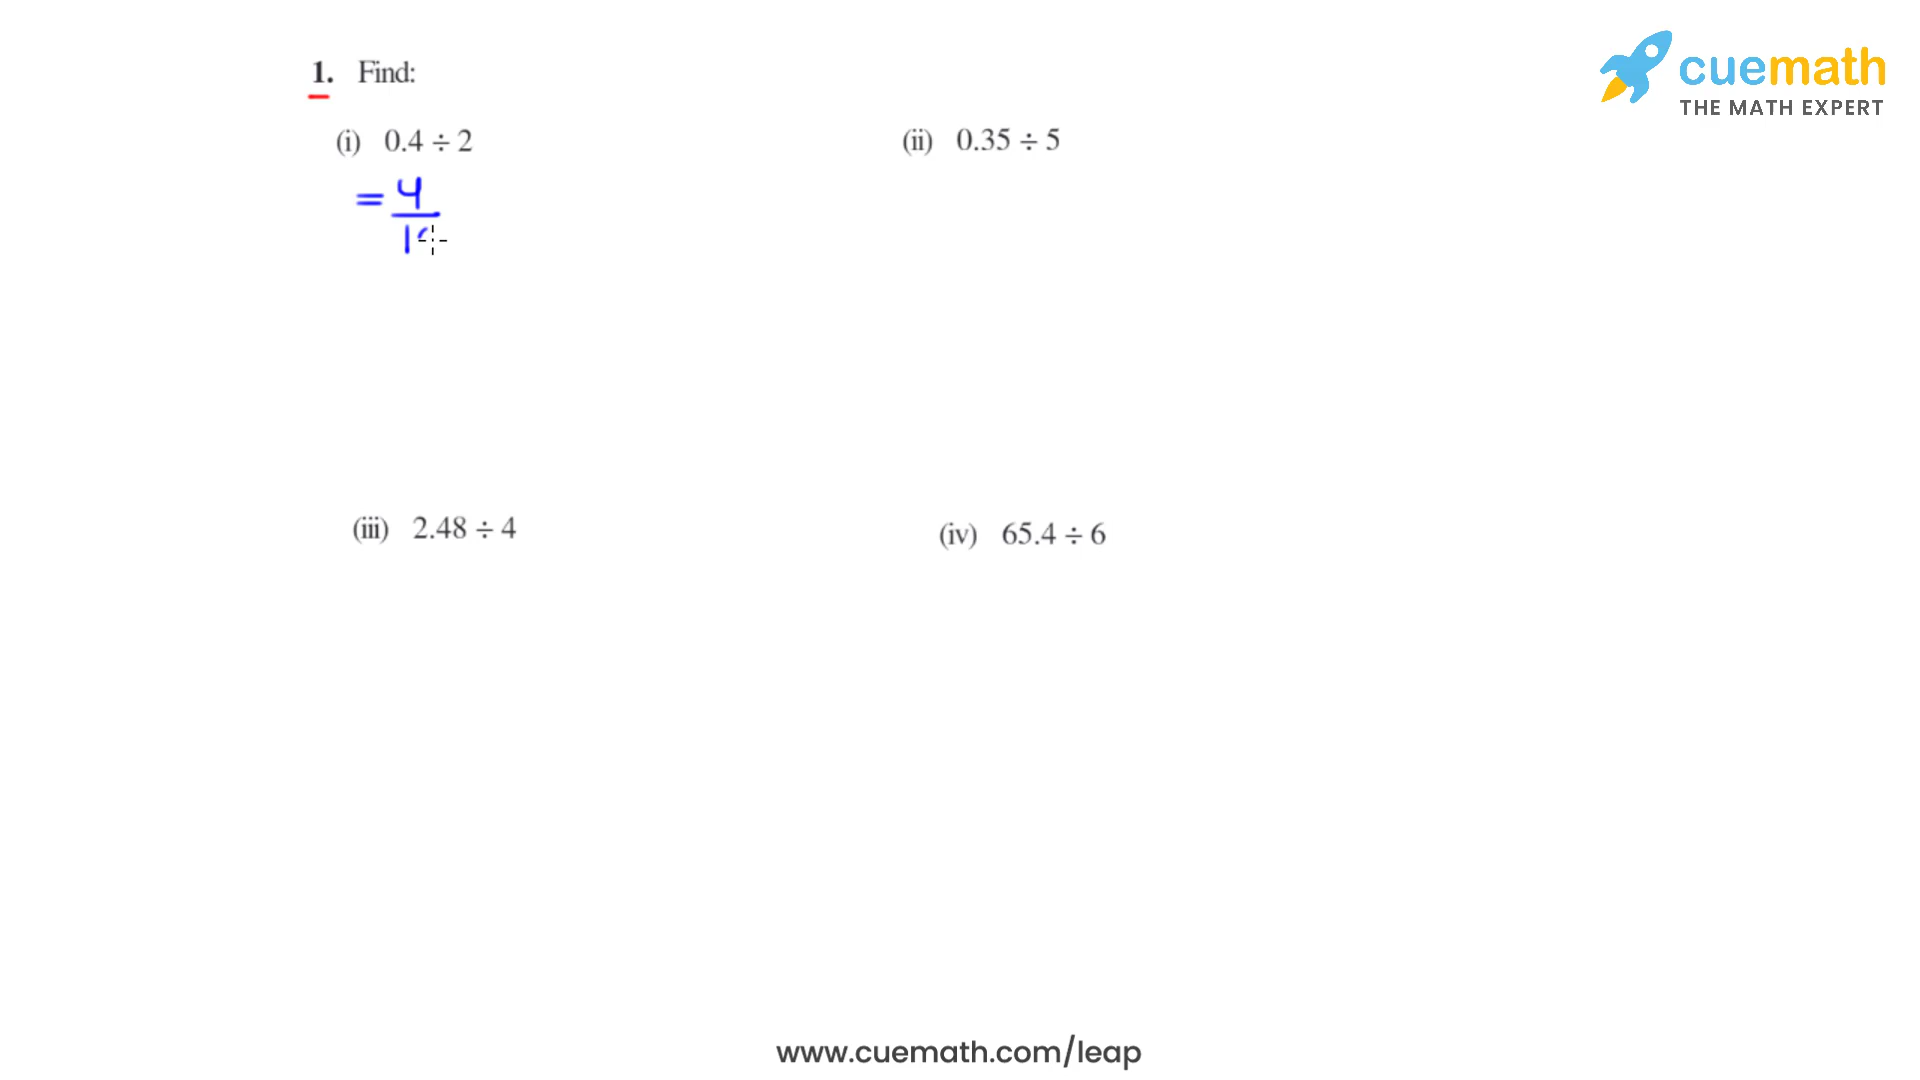 1. Find:
cuemath
THE MATH EXPERT
(i) 0.4 ÷ 2
(ii) 0.35 ÷ 5
= 4
(iii) 2.48 ÷ 4
(iv) 65.4 ÷ 6
www.cuemath.com/leap